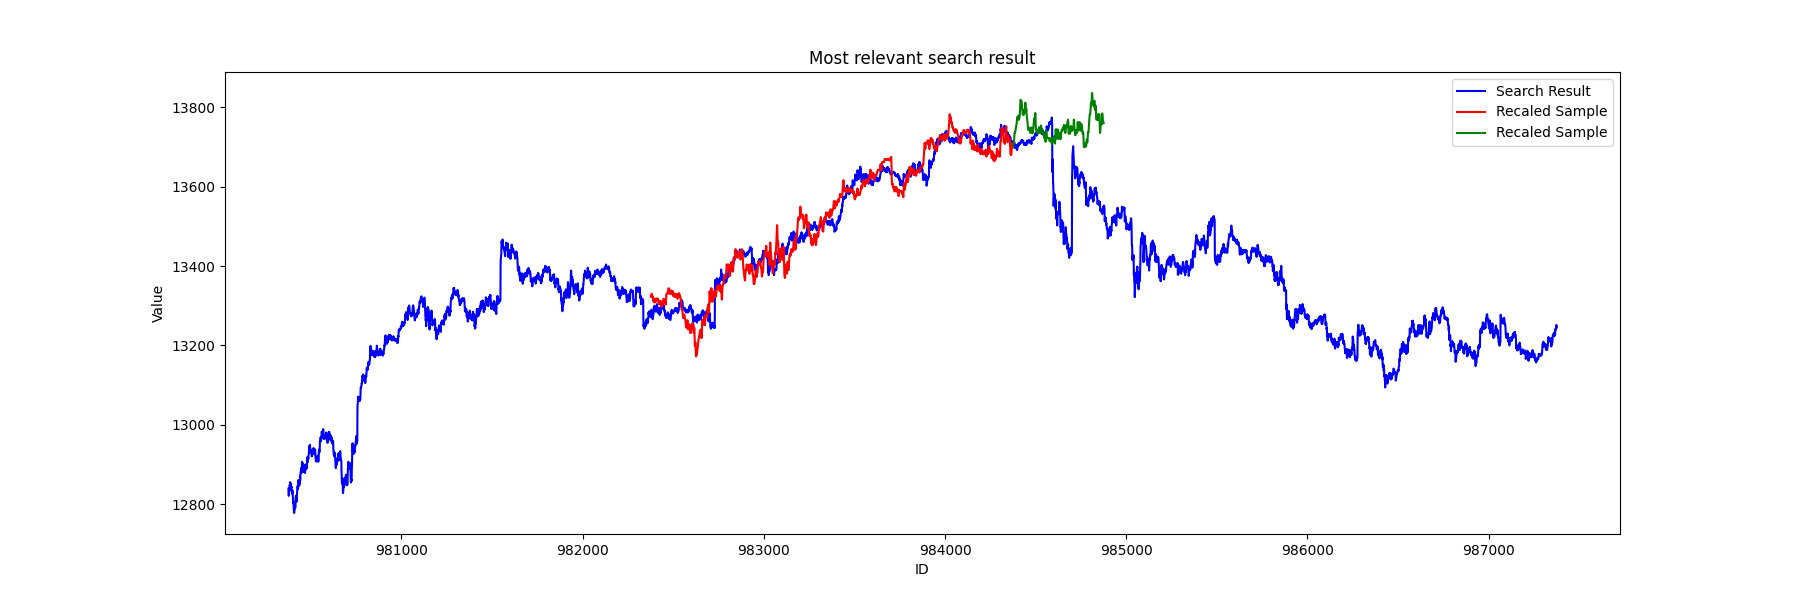 Most relevant search result
Search Result
Recaled Sample
Recaled Sample
13800
13600
13400
13200
13000
12800
Value
981000 982000 983000 984000 985000 986000 987000
ID